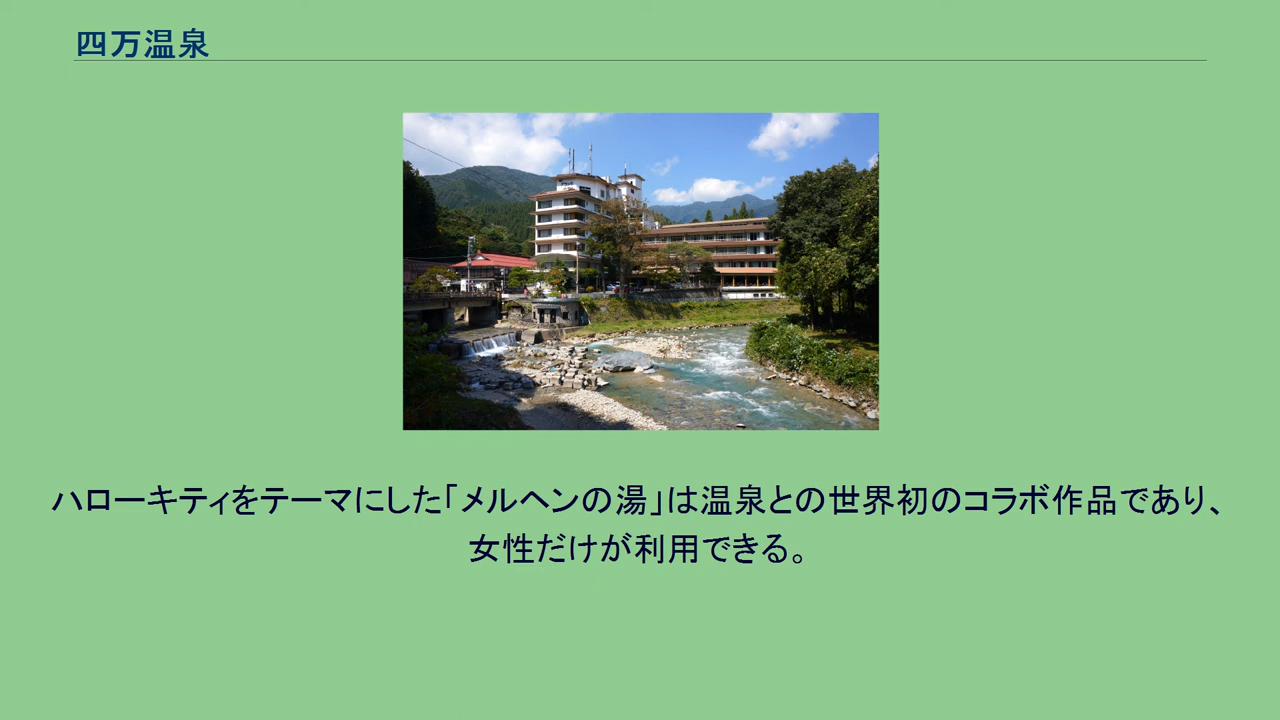 四万温泉
ハローキティをテーマにした「メルヘンの湯」は温泉との世界初のコラボ作品であり、
女性だけが利用できる。